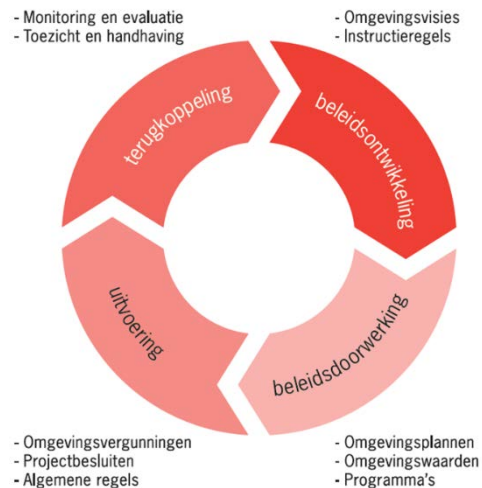 - Monitoring en evaluatie
- Toezicht en handhaving
- Omgevingsvisies
- Instructieregels
terugkoppeling
beleidsontwikkeling
uitvoering
beleidsdoorwerking
- Omgevingsvergunningen
- Projectbesluiten
- Algemene regels
- Omgevingsplannen
- Omgevingswaarden
- Programma's